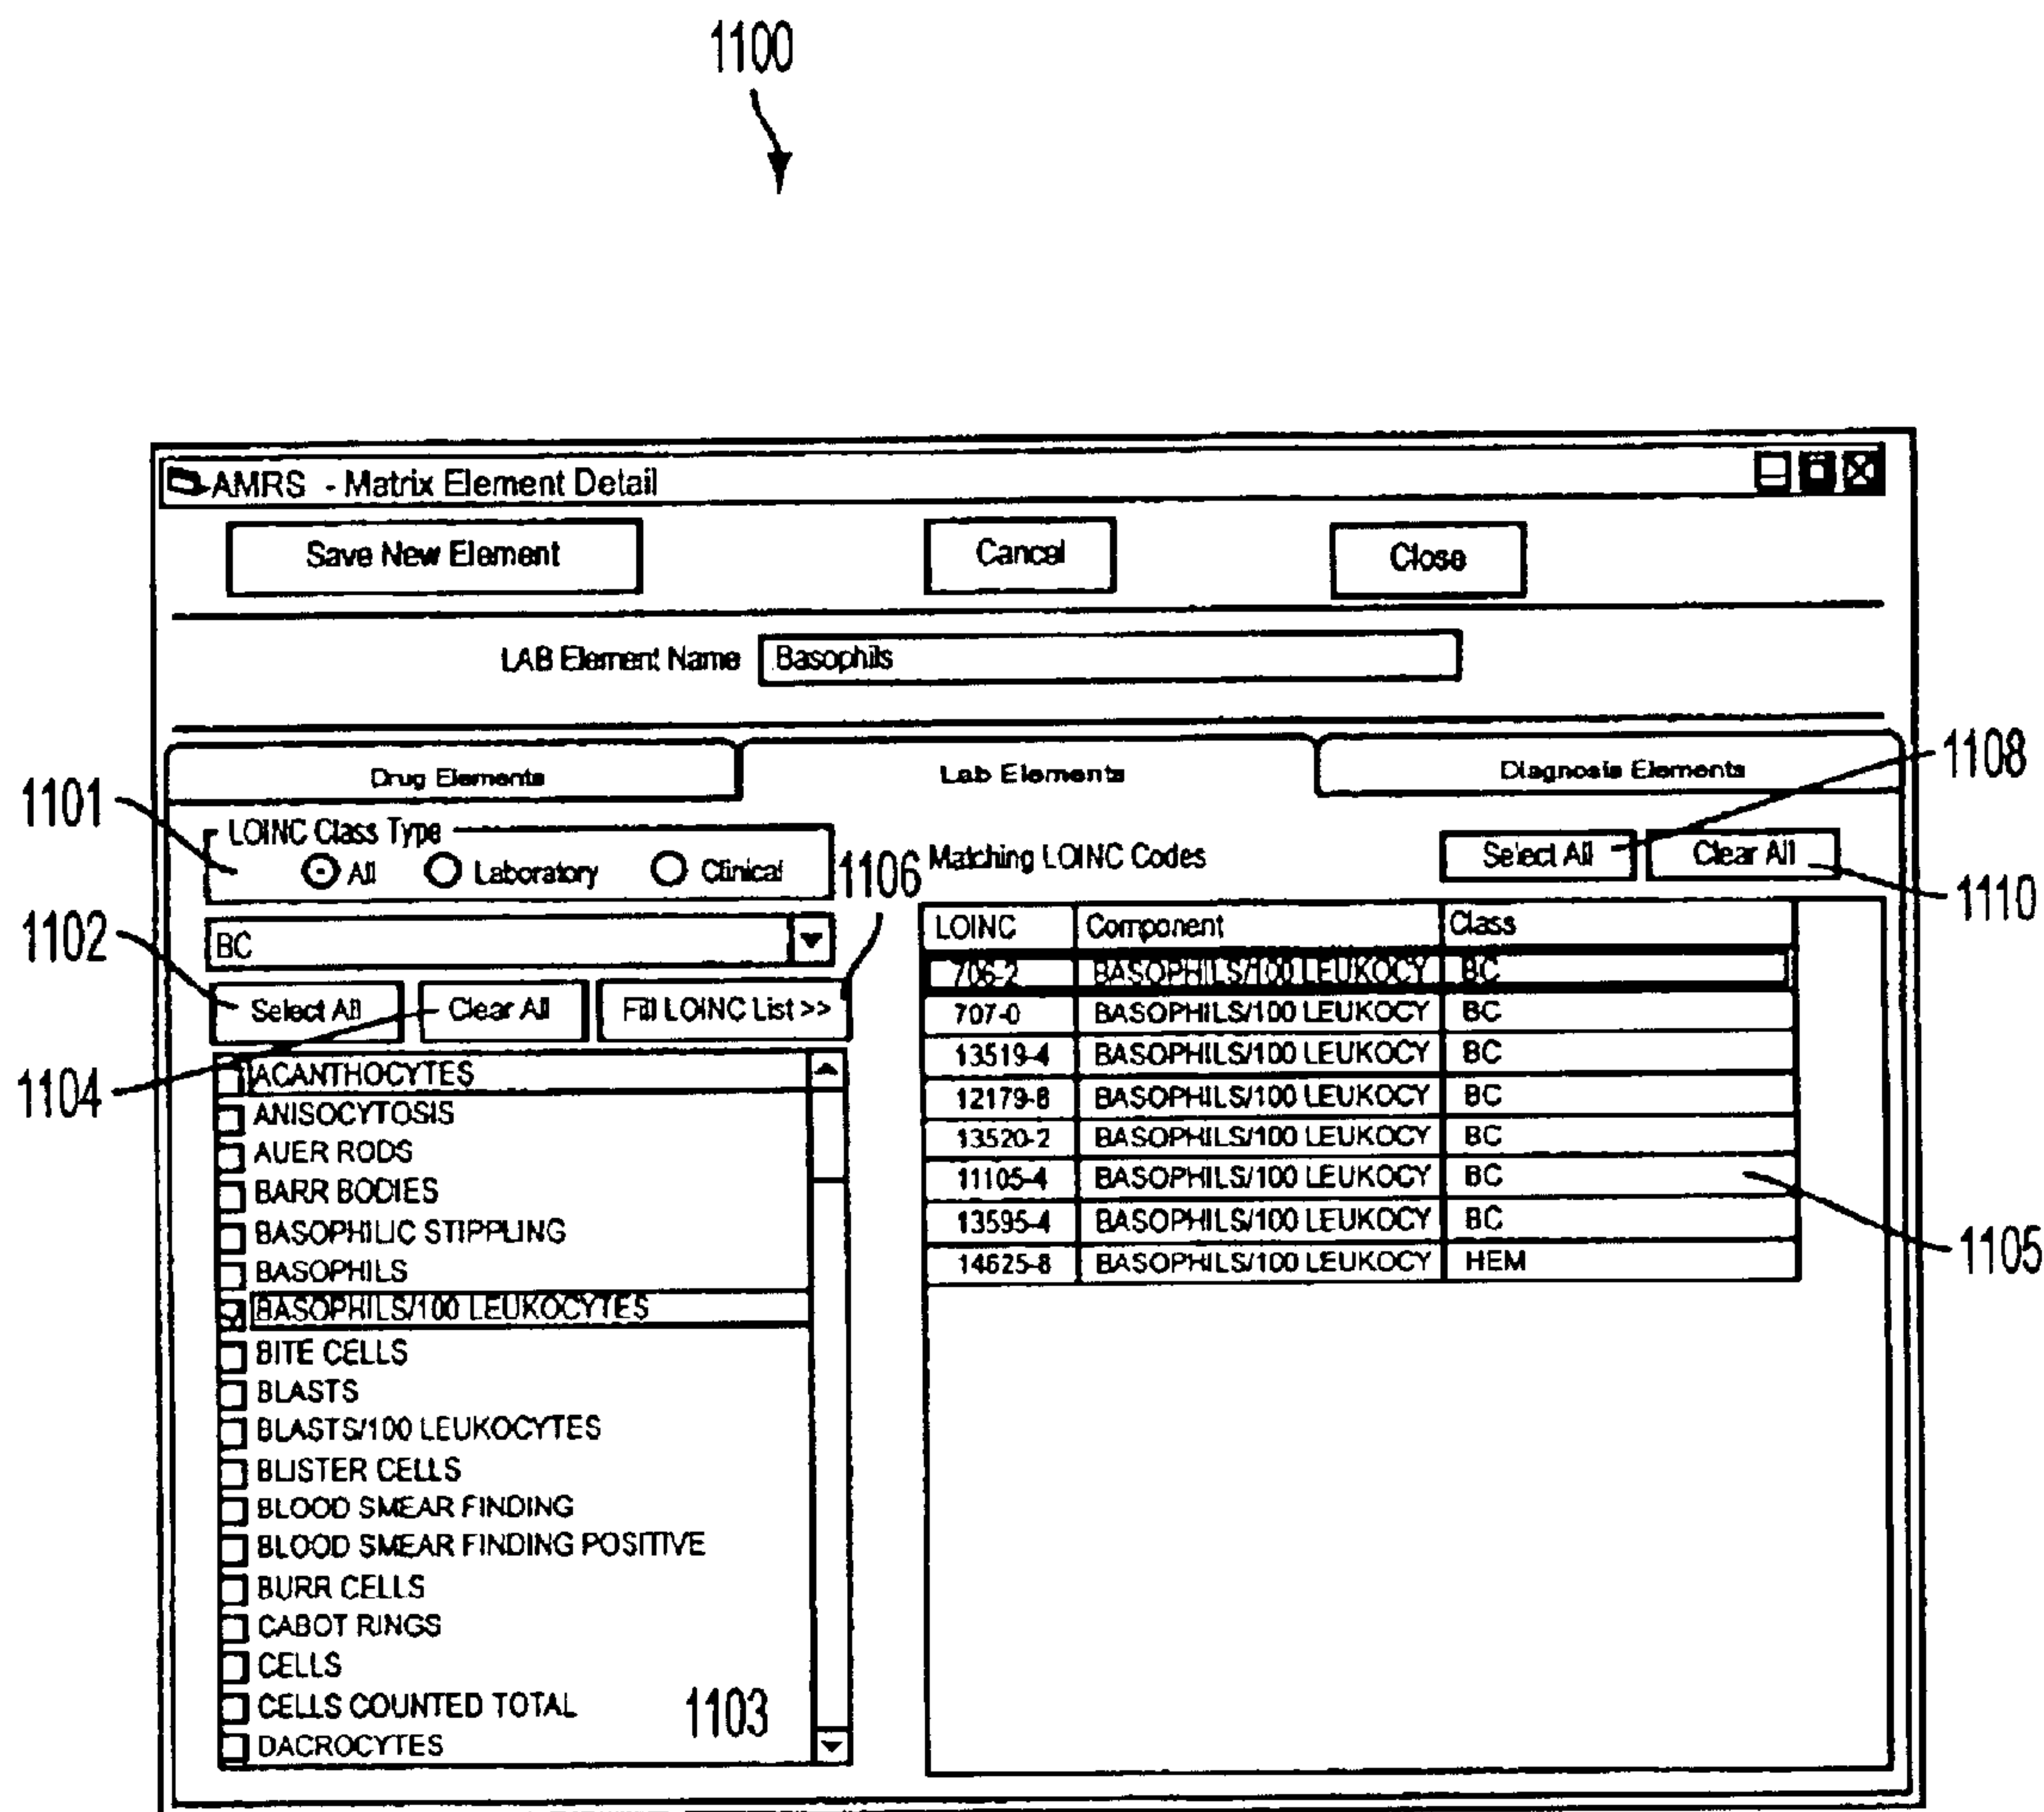 1100
AMRS - Matrix Element Detail
Save New Element Cancel Close
LAB Element Name Basophils
Drug Elements Lab Elements Diagnosis Elements
1108
1101
LOINC Class Type
All Laboratory Clinical
1106
Matching LOINC Codes Select All Clear All
1110
1102
BC
Select All Clear All Fill LOINC List >>
1104
ACANTHOCYTES
ANISOCYTOSIS
AUER RODS
BARR BODIES
BASOPHILIC STIPPLING
BASOPHILS
BASOPHILS/100 LEUKOCYTES
BITE CELLS
BLASTS
BLASTS/100 LEUKOCYTES
BLISTER CELLS
BLOOD SMEAR FINDING
BLOOD SMEAR FINDING POSITIVE
BURR CELLS
CABOT RINGS
CELLS
CELLS COUNTED TOTAL
DACROCYTES
1103
LOINC Component Class
706-2 BASOPHILS/100 LEUKOCY BC
707-0 BASOPHILS/100 LEUKOCY BC
13519-4 BASOPHILS/100 LEUKOCY BC
12179-8 BASOPHILS/100 LEUKOCY BC
13520-2 BASOPHILS/100 LEUKOCY BC
11105-4 BASOPHILS/100 LEUKOCY BC
13595-4 BASOPHILS/100 LEUKOCY BC
14625-8 BASOPHILS/100 LEUKOCY HEM
1105